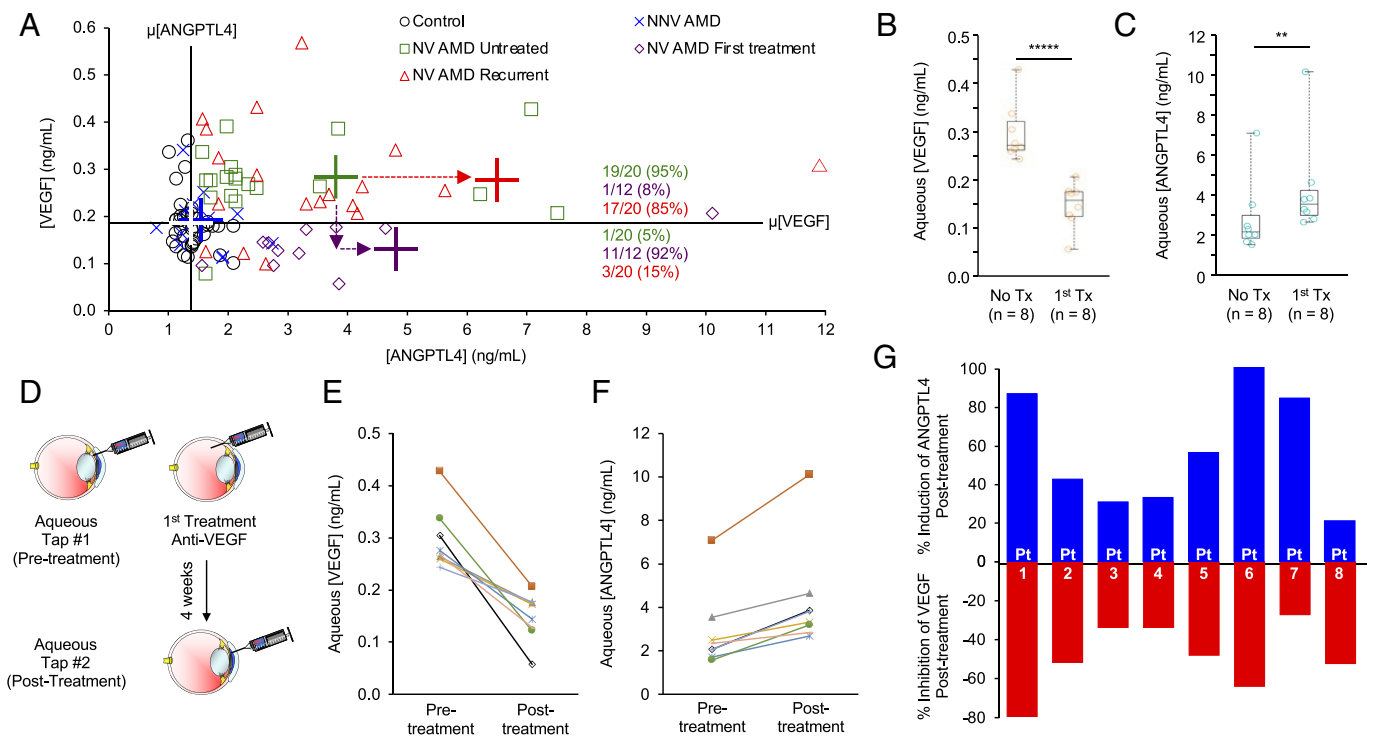 A
μ[ANGPTL4]
Control
NV AMD Untreated
NV AMD Recurrent
NNV AMD
NV AMD First treatment
[VEGF] (ng/mL)
0.6
0.5
0.4
0.3
0.2
0.1
0.0
19/20 (95%)
1/12 (8%)
17/20 (85%)
μ[VEGF]
1/20 (5%)
11/12 (92%)
3/20 (15%)
0 1 2 3 4 5 6 7 8 9 10 11 12
[ANGPTL4] (ng/mL)
B
Aqueous [VEGF] (ng/mL)
0.5
0.4
0.3
0.2
0.1
0.0
*****
No Tx 1st Tx
(n = 8) (n = 8)
C
Aqueous [ANGPTL4] (ng/mL)
12
10
8
6
4
2
0
**
No Tx 1st Tx
(n = 8) (n = 8)
D
Aqueous
Tap #1
(Pre-treatment)
1st Treatment
Anti-VEGF
4 weeks
Aqueous
Tap #2
(Post-Treatment)
E
Aqueous [VEGF] (ng/mL)
0.5
0.4
0.3
0.2
0.1
0.0
Pre- Post-
treatment treatment
F
Aqueous [ANGPTL4] (ng/mL)
12
10
8
6
4
2
0
Pre- Post-
treatment treatment
G
% Induction of ANGPTL4
Post-treatment
100
80
60
40
20
0
Pt Pt Pt Pt Pt Pt Pt Pt
1 2 3 4 5 6 7 8
% Inhibition of VEGF
Post-treatment
-20
-40
-60
-80